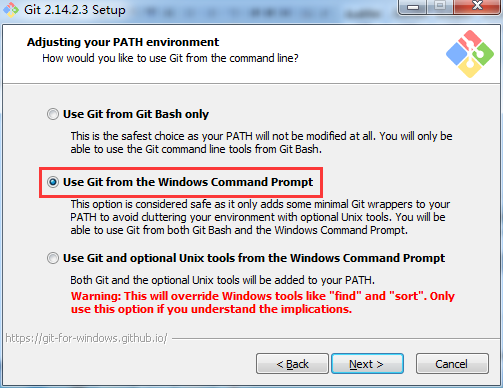 Git 2.14.2.3 Setup
Adjusting your PATH environment
How would you like to use Git from the command line?
Use Git from Git Bash only
This is the safest choice as your PATH will not be modified at all. You will only be
able to use the Git command line tools from Git Bash.
Use Git from the Windows Command Prompt
This option is considered safe as it only adds some minimal Git wrappers to your
PATH to avoid cluttering your environment with optional Unix tools. You will be
able to use Git from both Git Bash and the Windows Command Prompt.
Use Git and optional Unix tools from the Windows Command Prompt
Both Git and the optional Unix tools will be added to your PATH.
Warning: This will override Windows tools like "find" and "sort". Only
use this option if you understand the implications.
https://git-for-windows.github.io/
< Back Next > Cancel